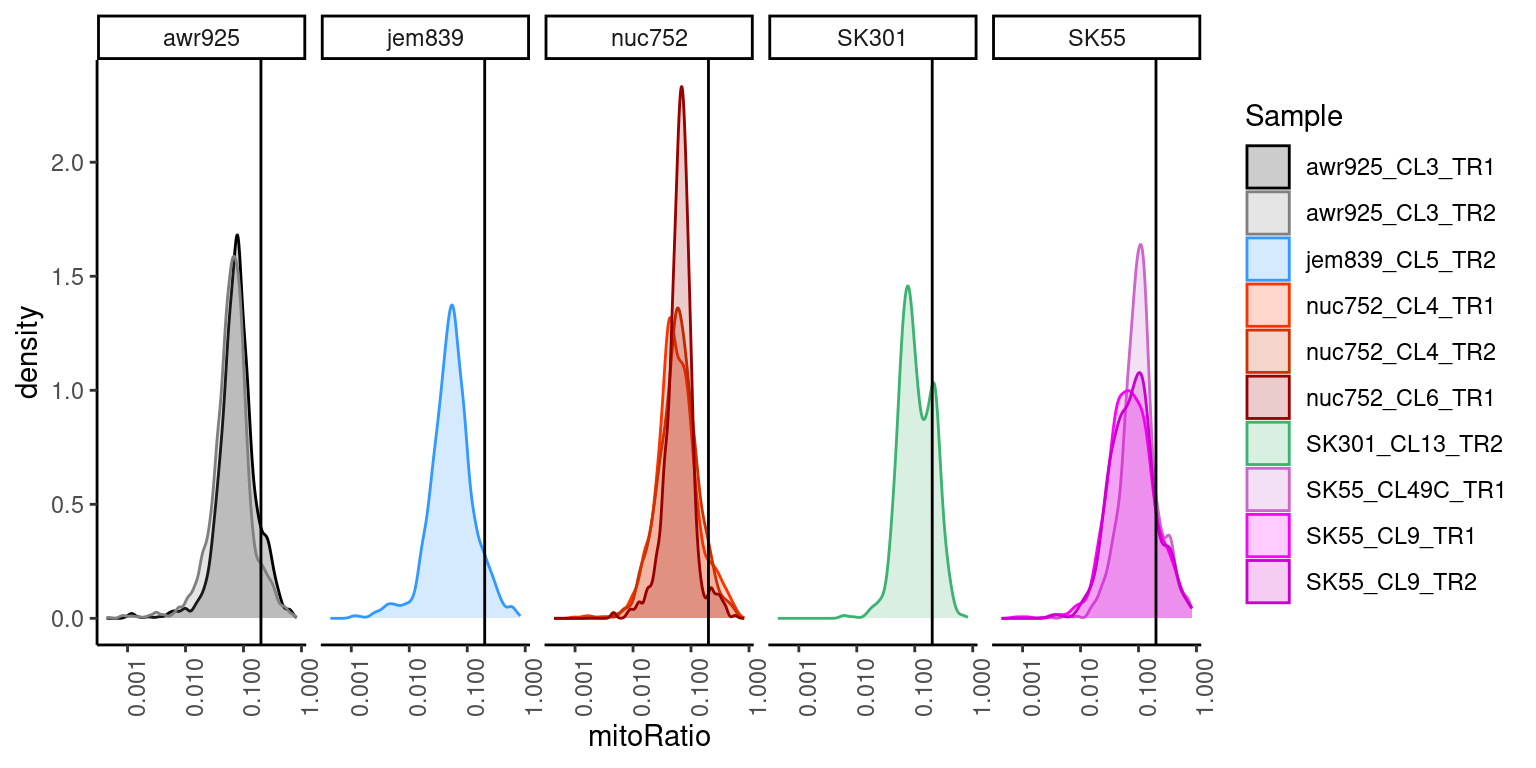 awr925 jem839 nuc752 SK301 SK55
density
2.0
1.5
1.0
0.5
0.0
0.001 0.010 0.100 1.000 0.001 0.010 0.100 1.000 0.001 0.010 0.100 1.000 0.001 0.010 0.100 1.000 0.001 0.010 0.100 1.000
mitoRatio
Sample
awr925_CL3_TR1
awr925_CL3_TR2
jem839_CL5_TR2
nuc752_CL4_TR1
nuc752_CL4_TR2
nuc752_CL6_TR1
SK301_CL13_TR2
SK55_CL49C_TR1
SK55_CL9_TR1
SK55_CL9_TR2